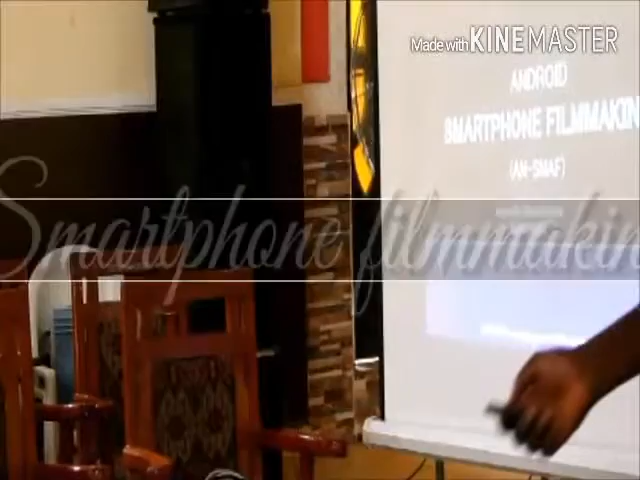 Made with KINEMASTER
ANDROID
SMARTPHONE FILMMAKIN
(AN-SMAF)
Smartphone filmmakin